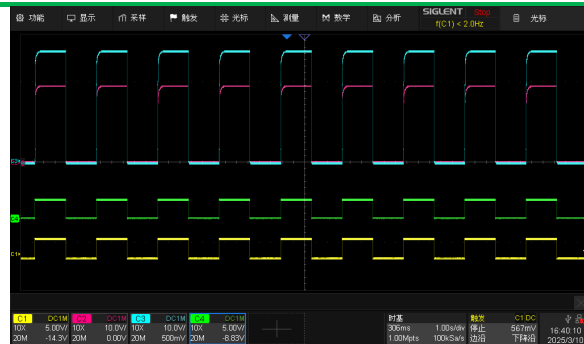 功能 显示 采样 触发 光标 测量 数学 分析 SIGLENT Stop 光标
f(C1) < 2.0Hz
C4
C1
C1 DC1M C2 DC1M C3 DC1M C4 DC1M 时基 触发 C1 DC
10X 5.00V/ 10X 10.0V/ 10X 10.0V/ 10X 5.00V/ 306ms 1.00s/div 停止 567mV 16:40:10
20M -14.3V 20M 0.00V 20M 500mV 20M -8.83V 1.00Mpts 100kSa/s 边沿 下降沿 2025/3/10